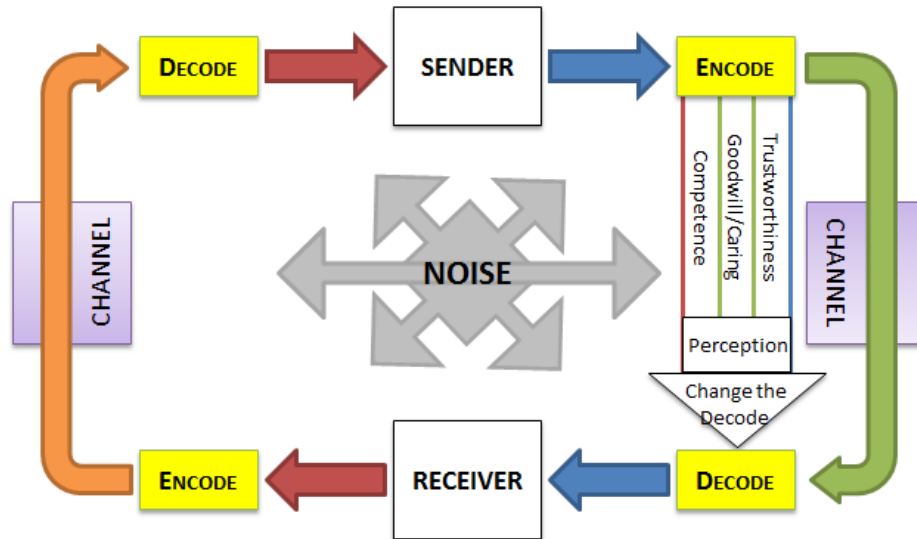 DECODE
SENDER
ENCODE
CHANNEL
NOISE
Competence
Goodwill/Caring
Trustworthiness
CHANNEL
Perception
Change the
Decode
ENCODE
RECEIVER
DECODE